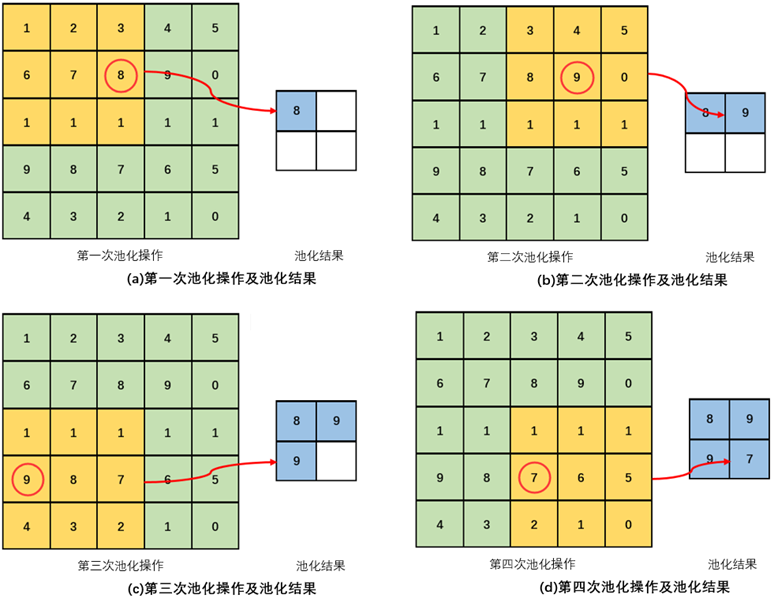 1 2 3 4 5
6 7 8 9 0
1 1 1 1 1
9 8 7 6 5
4 3 2 1 0
8
第一次池化操作
池化结果
(a)第一次池化操作及池化结果
1 2 3 4 5
6 7 8 9 0
1 1 1 1 1
9 8 7 6 5
4 3 2 1 0
8 9
第二次池化操作
池化结果
(b)第二次池化操作及池化结果
1 2 3 4 5
6 7 8 9 0
1 1 1 1 1
9 8 7 6 5
4 3 2 1 0
8 9
9
第三次池化操作
池化结果
(c)第三次池化操作及池化结果
1 2 3 4 5
6 7 8 9 0
1 1 1 1 1
9 8 7 6 5
4 3 2 1 0
8 9
9 7
第四次池化操作
池化结果
(d)第四次池化操作及池化结果